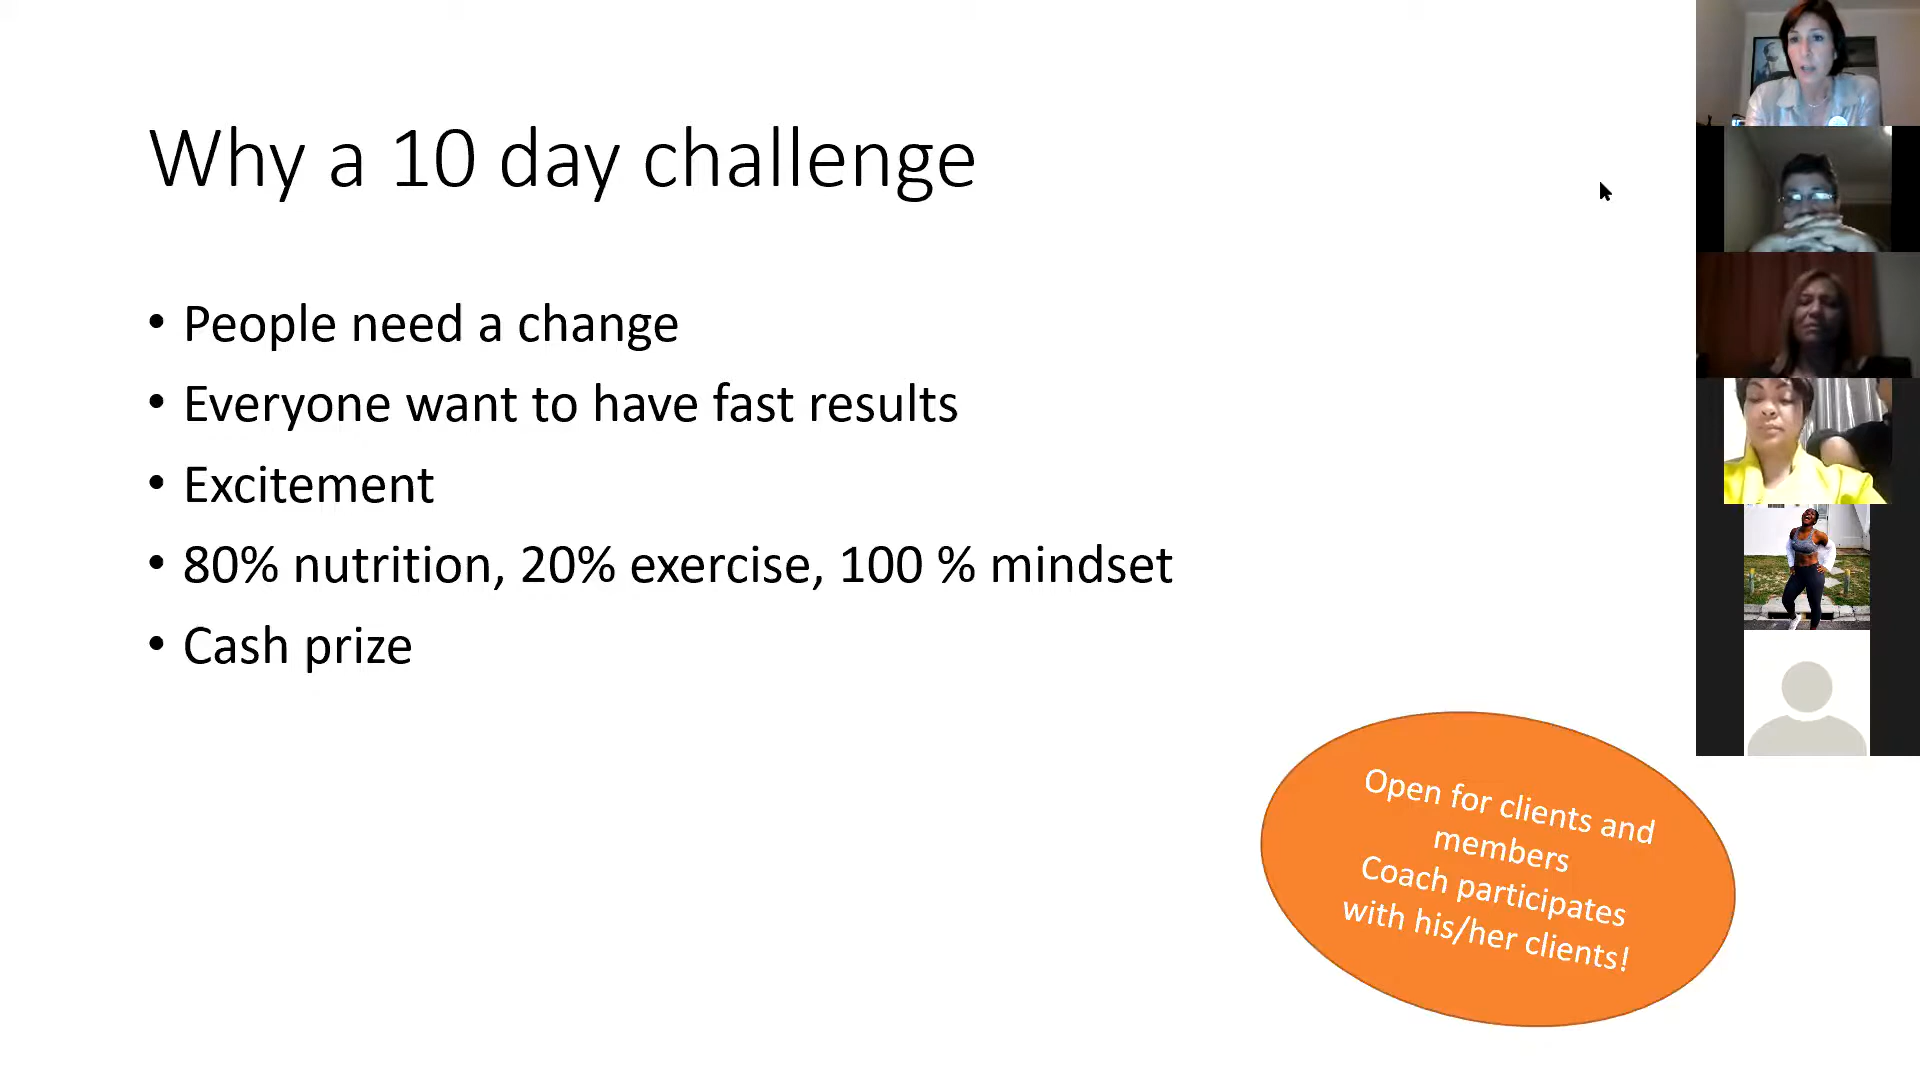 Why a 10 day challenge
• People need a change
• Everyone want to have fast results
• Excitement
• 80% nutrition, 20% exercise, 100 % mindset
• Cash prize
Open for clients and
members
Coach participates
with his/her clients!